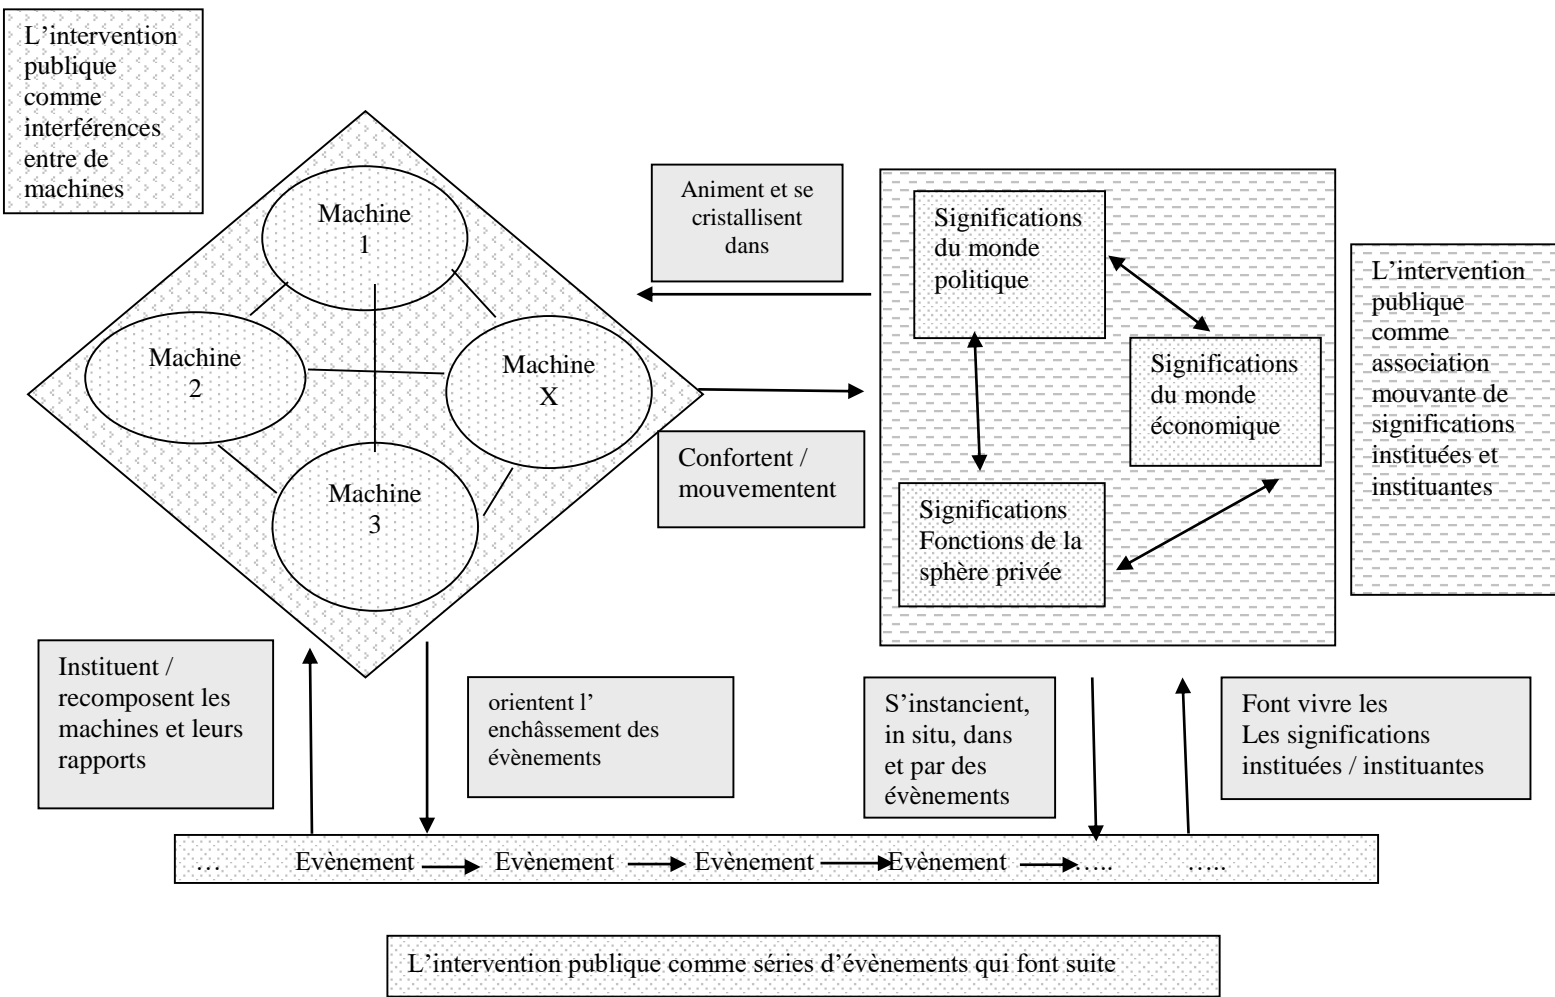 L’intervention
publique
comme
interférences
entre de
machines
Machine
1
Machine
2
Machine
X
Machine
3
Animent et se
cristallisent
dans
Confortent /
mouvementent
Significations
du monde
politique
Significations
du monde
économique
Significations
Fonctions de la
sphère privée
L’intervention
publique
comme
association
mouvante de
significations
instituées et
instituantes
Instituent /
recomposent les
machines et leurs
rapports
orientent l’
enchâssement des
évènements
S’instancient,
in situ, dans
et par des
évènements
Font vivre les
Les significations
instituées / instituantes
… Evènement Evènement Evènement Evènement ….. …..
L’intervention publique comme séries d’évènements qui font suite